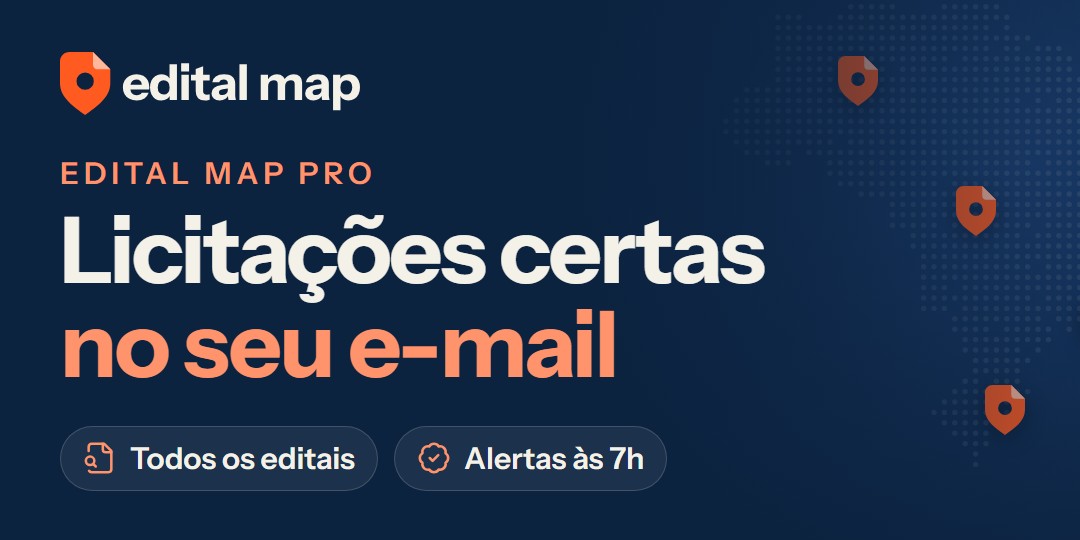 edital map
EDITAL MAP PRO
Licitações certas
no seu e-mail
Todos os editais
Alertas às 7h